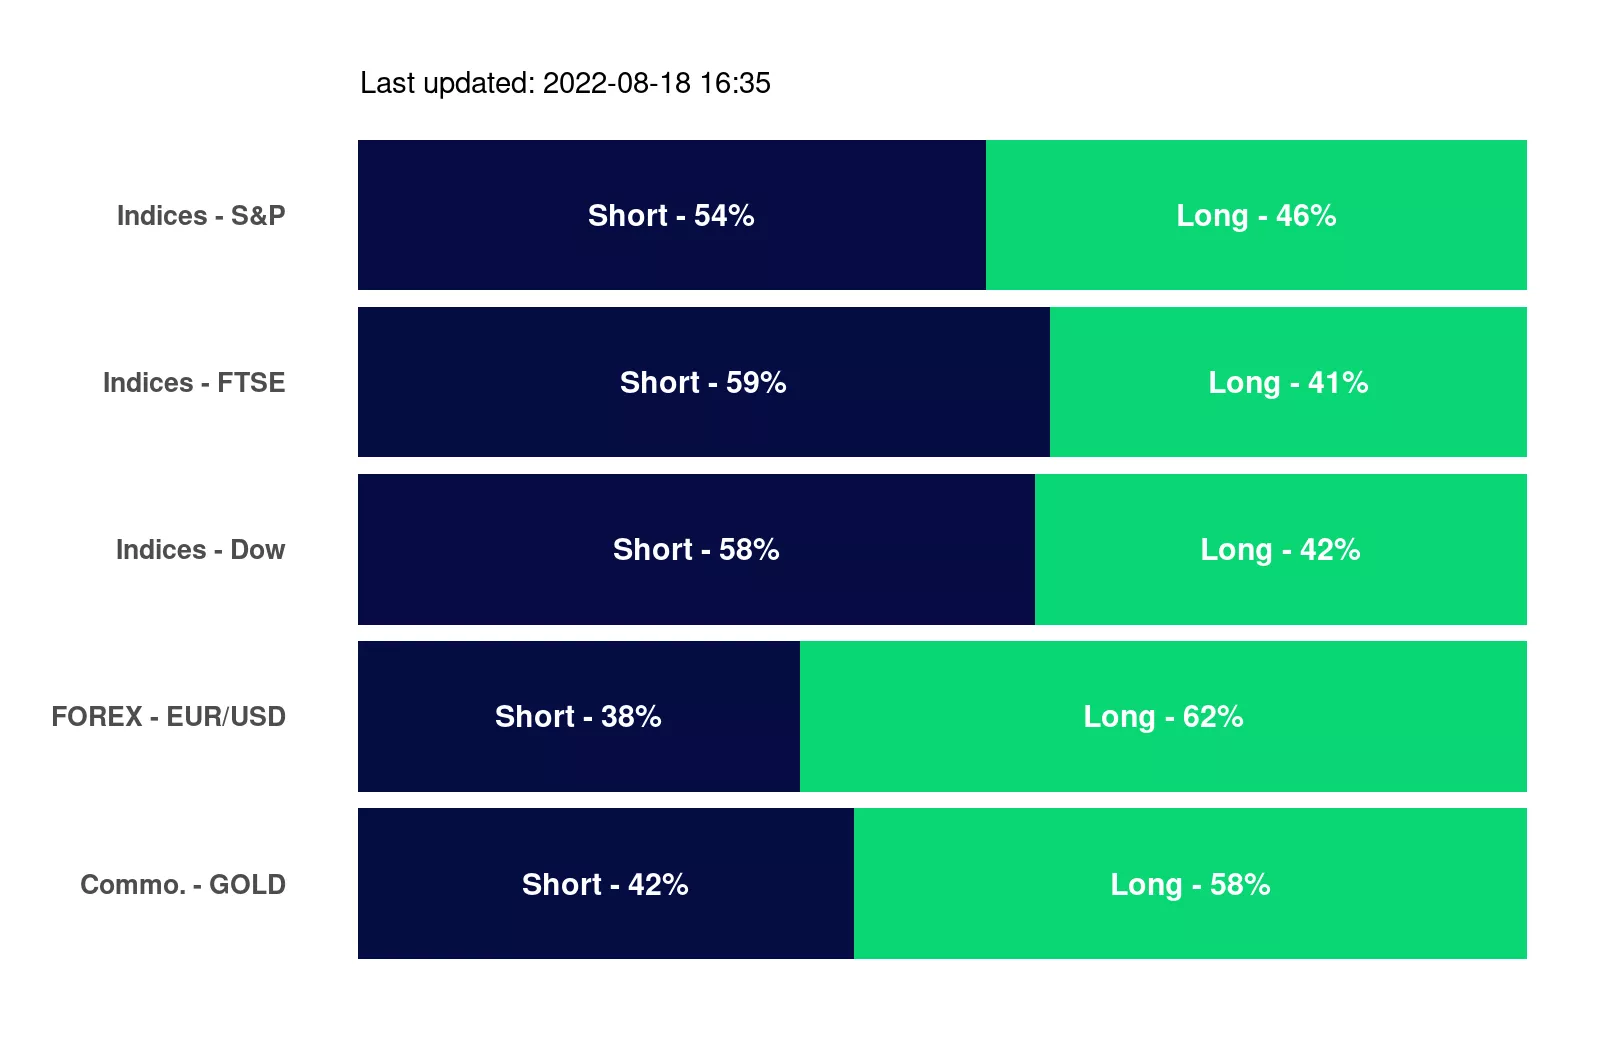 Last updated: 2022-08-18 16:35
Indices - S&P Short - 54% Long - 46%
Indices - FTSE Short - 59% Long - 41%
Indices - Dow Short - 58% Long - 42%
FOREX - EUR/USD Short - 38% Long - 62%
Commo. - GOLD Short - 42% Long - 58%